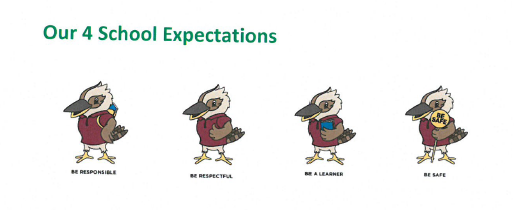 Our 4 School Expectations
BE SAFE
BE RESPONSIBLE
BE RESPECTFUL
BE A LEARNER
BE SAFE